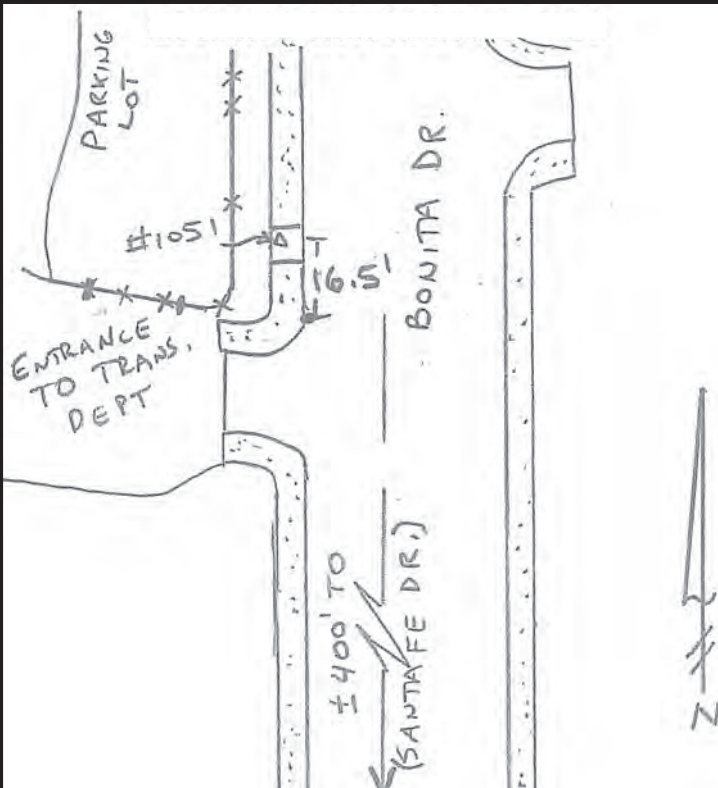 PARKING
LOT
#1051
16.5'
BONITA DR.
ENTRANCE
TO TRANS.
DEPT
± 400' TO
(SANTA FE DR.)
N